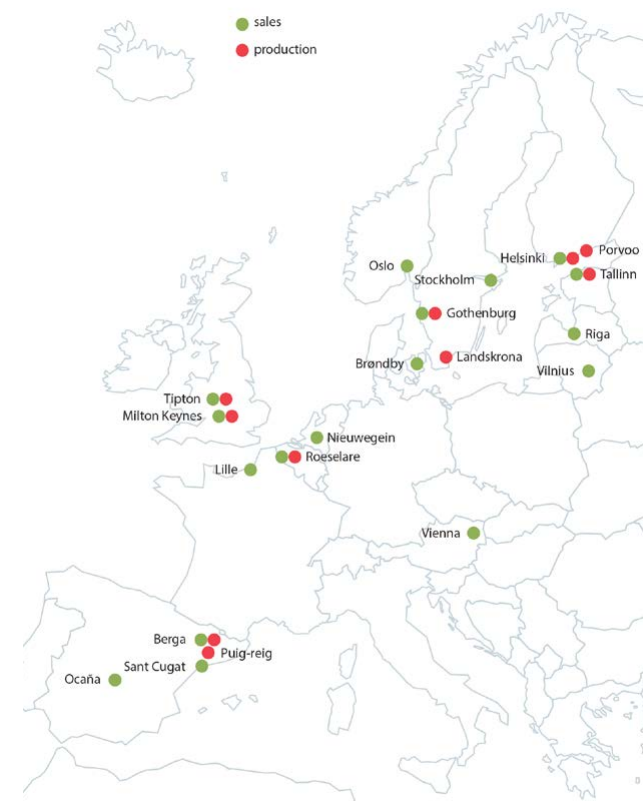 sales
production
Porvoo
Helsinki
Oslo
Tallinn
Stockholm
Gothenburg
Riga
Landskrona
Brøndby
Vilnius
Tipton
Milton Keynes
Nieuwegein
Roeselare
Lille
Vienna
Berga
Puig-reig
Sant Cugat
Ocaña